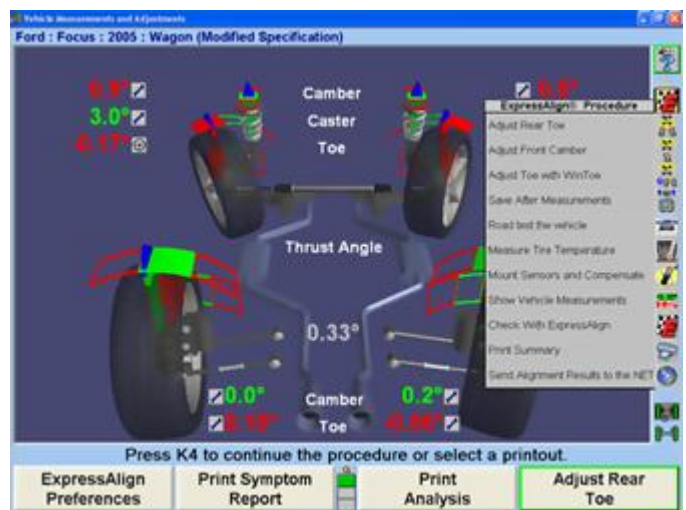 Vehicle Measurements and Adjustments
Ford : Focus : 2005 : Wagon (Modified Specification)
0.9° Camber
3.0° Caster
-0.17° Toe
ExpressAlign® Procedure
Adjust Rear Toe
Adjust Front Camber
Adjust Toe with WinToe
Save After Measurements
Road test the vehicle
Measure Tire Temperature
Mount Sensors and Compensate
Show Vehicle Measurements
Check With ExpressAlign
Print Summary
Send Alignment Results to the NET
Thrust Angle
0.33°
0.0° Camber 0.2°
Toe
Press K4 to continue the procedure or select a printout.
ExpressAlign Preferences
Print Symptom Report
Print Analysis
Adjust Rear Toe